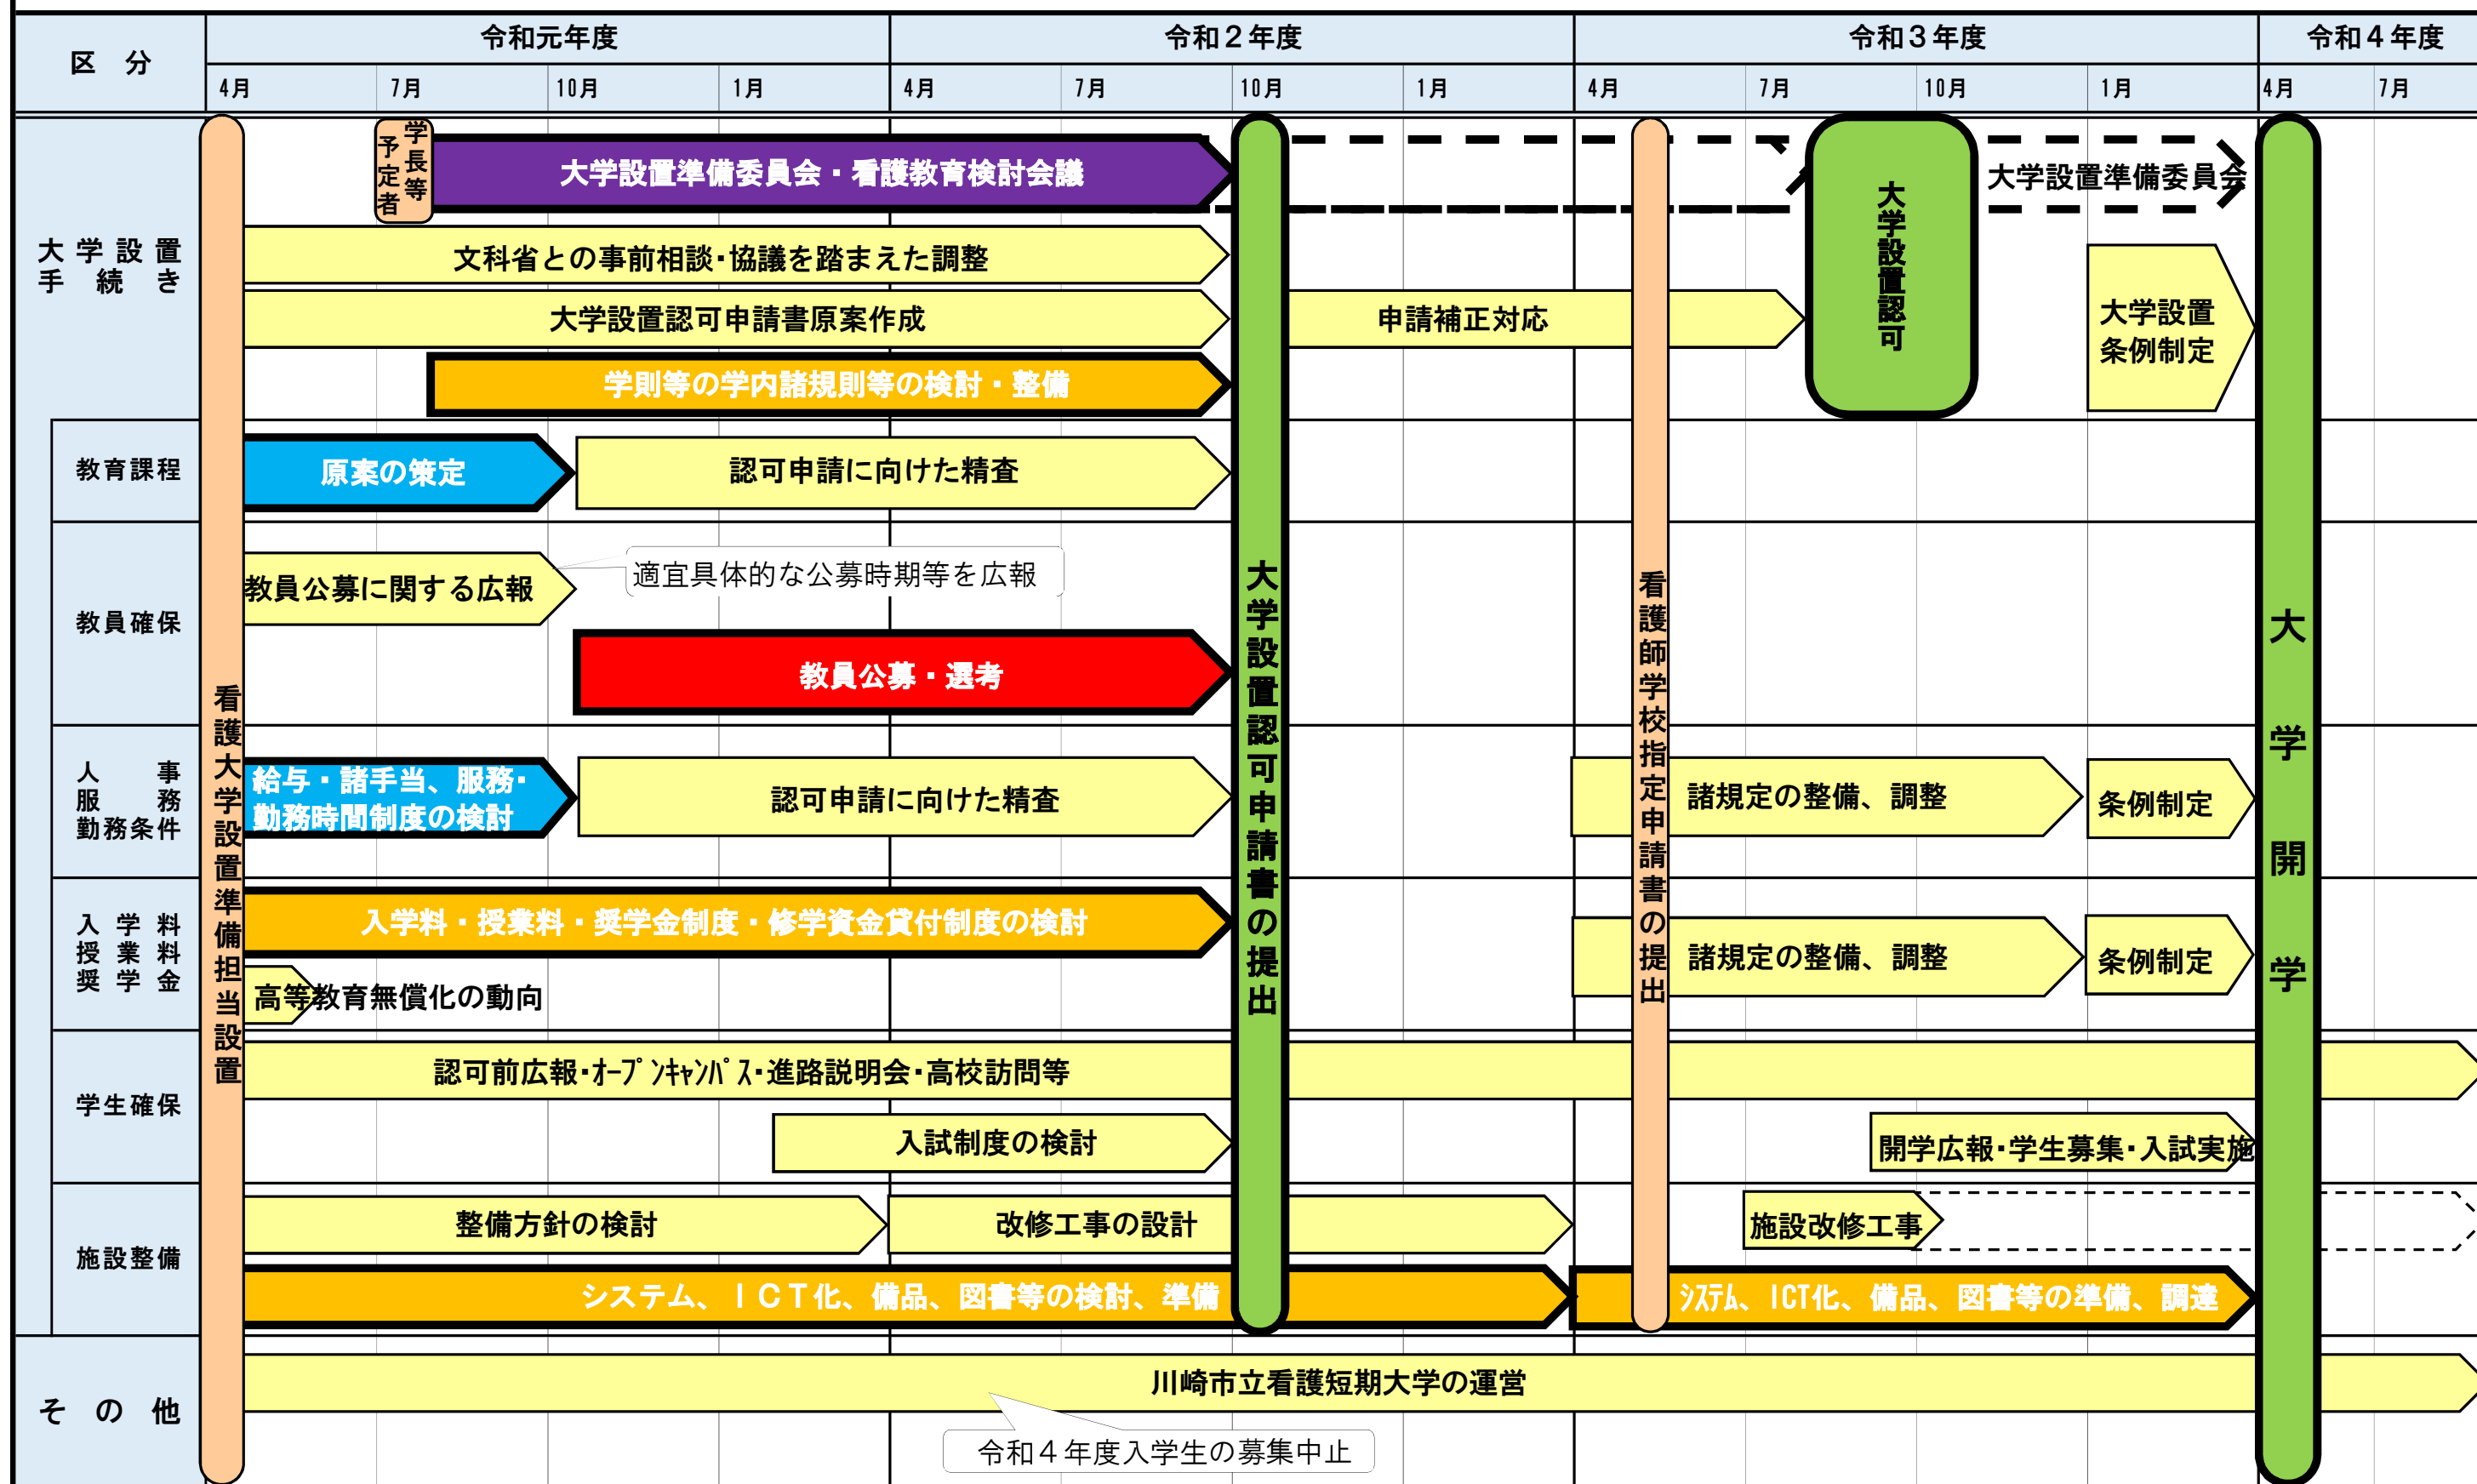 区 分
令和元年度
令和２年度
令和３年度
令和４年度
4月
7月
10月
1月
4月
7月
10月
1月
4月
7月
10月
1月
4月
7月
大学設置
手続き
学長等
予定者
大学設置準備委員会・看護教育検討会議
大学設置準備委員会
文科省との事前相談・協議を踏まえた調整
大学設置認可申請書原案作成
申請補正対応
大学設置認可
大学設置
条例制定
学則等の学内諸規則等の検討・整備
教育課程
原案の策定
認可申請に向けた精査
教員確保
教員公募に関する広報
適宜具体的な公募時期等を広報
教員公募・選考
看護大学設置準備担当設置
大学設置認可申請書の提出
看護師学校指定申請書の提出
大学開学
人事
服務
勤務条件
給与・諸手当、服務・
勤務時間制度の検討
認可申請に向けた精査
諸規定の整備、調整
条例制定
入学料
授業料
奨学金
入学料・授業料・奨学金制度・修学資金貸付制度の検討
高等教育無償化の動向
諸規定の整備、調整
条例制定
学生確保
認可前広報・ｵｰﾌﾟﾝｷｬﾝﾊﾟｽ・進路説明会・高校訪問等
入試制度の検討
開学広報・学生募集・入試実施
施設整備
整備方針の検討
改修工事の設計
施設改修工事
システム、ＩＣＴ化、備品、図書等の検討、準備
ｼｽﾃﾑ、ICT化、備品、図書等の準備、調達
その他
川崎市立看護短期大学の運営
令和４年度入学生の募集中止